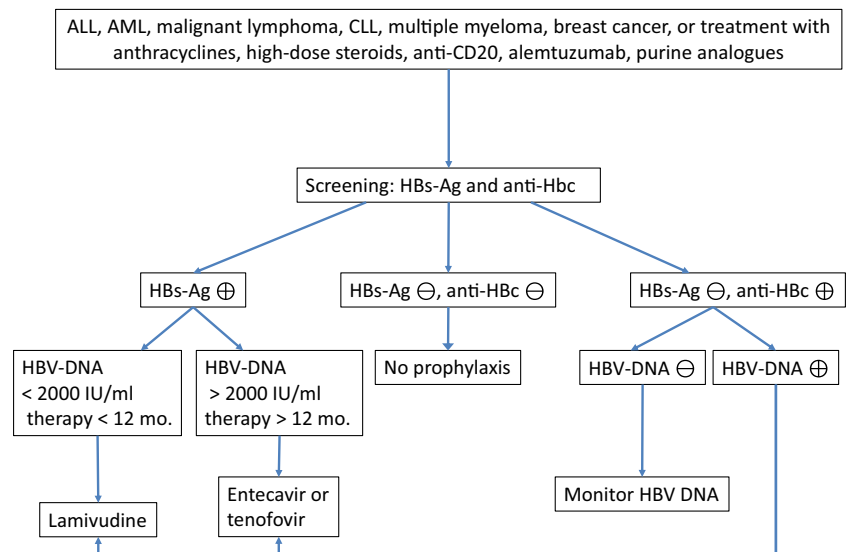 ALL, AML, malignant lymphoma, CLL, multiple myeloma, breast cancer, or treatment with
anthracyclines, high-dose steroids, anti-CD20, alemtuzumab, purine analogues
Screening: HBs-Ag and anti-Hbc
HBs-Ag ⊕
HBs-Ag ⊖, anti-HBc ⊖
HBs-Ag ⊖, anti-HBc ⊕
HBV-DNA
< 2000 IU/ml
therapy < 12 mo.
HBV-DNA
> 2000 IU/ml
therapy > 12 mo.
No prophylaxis
HBV-DNA ⊖
HBV-DNA ⊕
Lamivudine
Entecavir or
tenofovir
Monitor HBV DNA